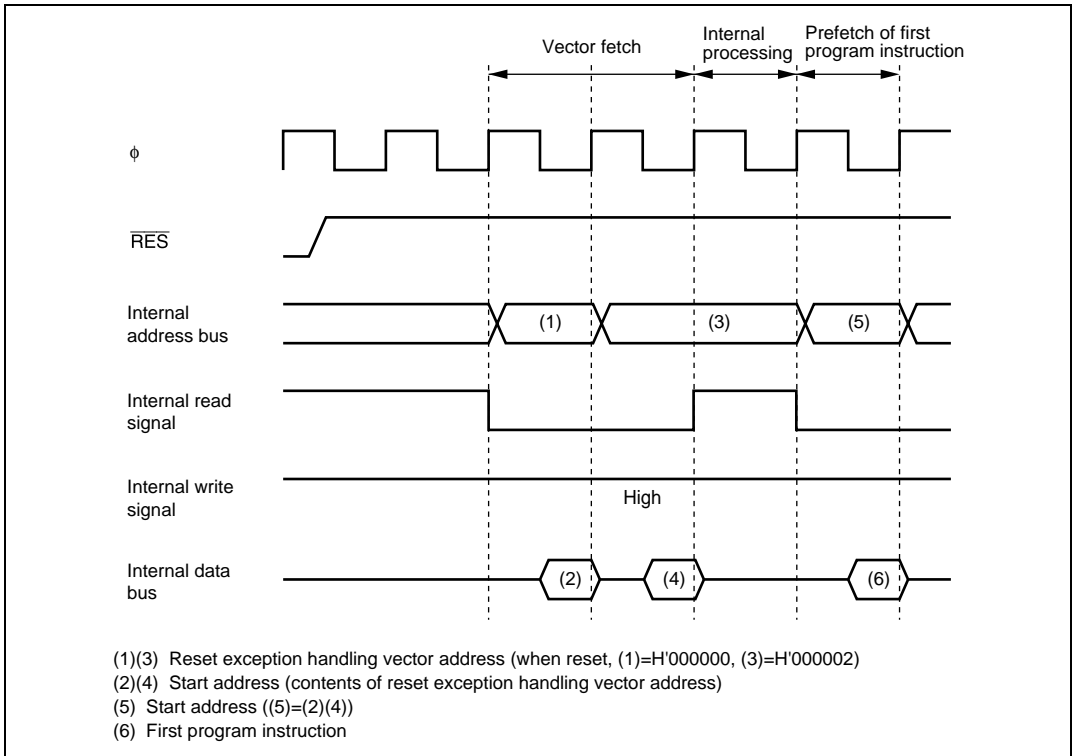 Vector fetch
Internal
processing
Prefetch of first
program instruction
ϕ
RES
Internal
address bus
(1)
(3)
(5)
Internal read
signal
Internal write
signal
High
Internal data
bus
(2)
(4)
(6)
(1)(3) Reset exception handling vector address (when reset, (1)=H'000000, (3)=H'000002)
(2)(4) Start address (contents of reset exception handling vector address)
(5) Start address ((5)=(2)(4))
(6) First program instruction